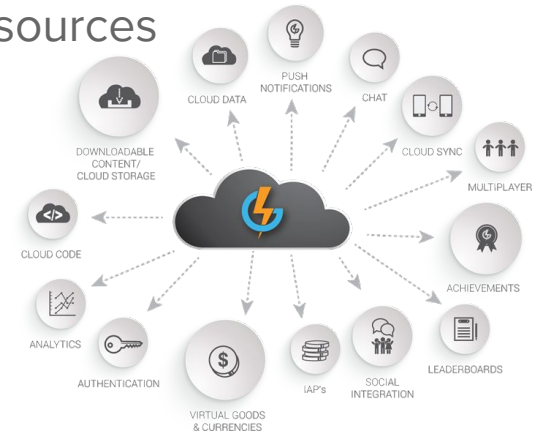 sources
PUSH
NOTIFICATIONS
CLOUD DATA
CHAT
DOWNLOADABLE
CONTENT/
CLOUD STORAGE
CLOUD SYNC
MULTIPLAYER
CLOUD CODE
ACHIEVEMENTS
ANALYTICS
AUTHENTICATION
VIRTUAL GOODS
& CURRENCIES
IAP's
SOCIAL
INTEGRATION
LEADERBOARDS